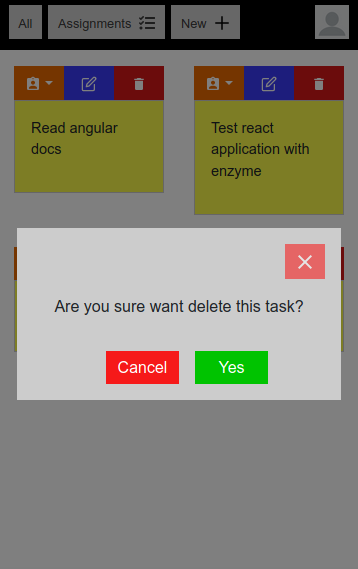 All
Assignments
New
Read angular
docs
Test react
application with
enzyme
Are you sure want delete this task?
Cancel
Yes